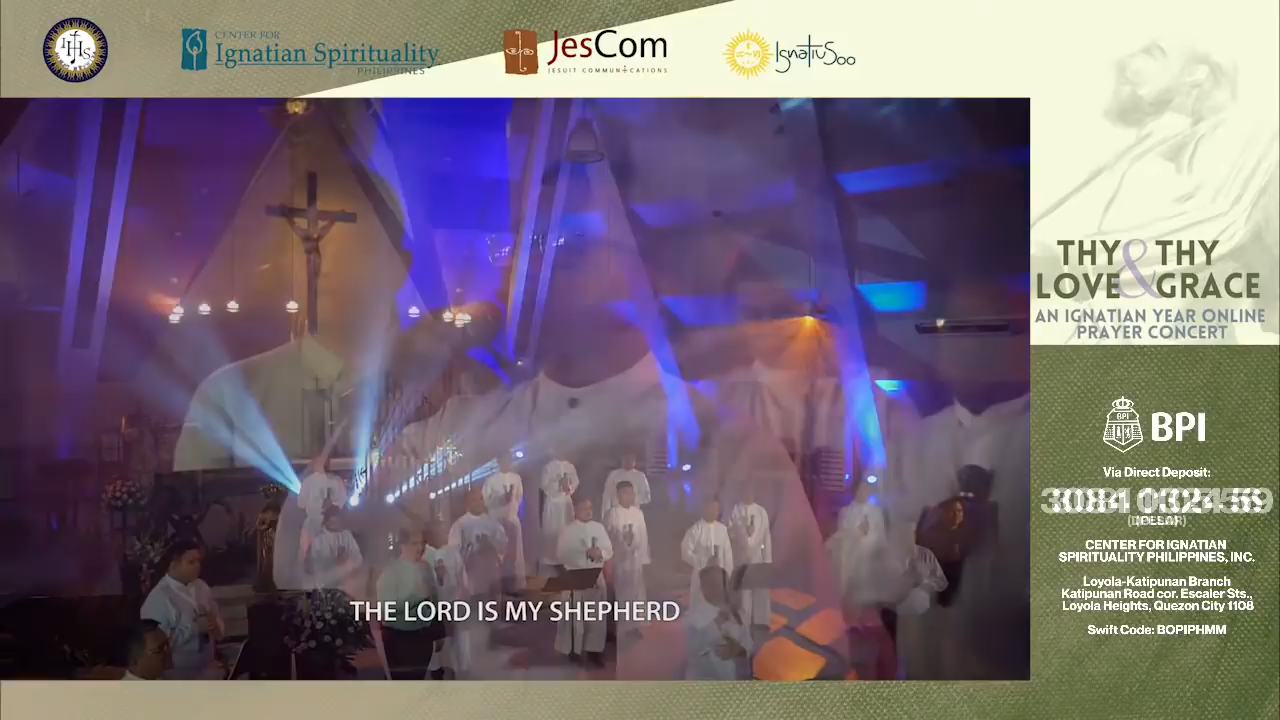 IHS
CENTER FOR
Ignatian Spirituality
PHILIPPINES
JesCom
JESUIT COMMUNICATIONS
IgnatiuS500
THY & THY
LOVE GRACE
AN IGNATIAN YEAR ONLINE
PRAYER CONCERT
BPI
BPI
Via Direct Deposit:
CENTER FOR IGNATIAN
SPIRITUALITY PHILIPPINES, INC.
Loyola-Katipunan Branch
Katipunan Road cor. Escaler Sts.,
Loyola Heights, Quezon City 1108
Swift Code: BOPIPHMM
THE LORD IS MY SHEPHERD